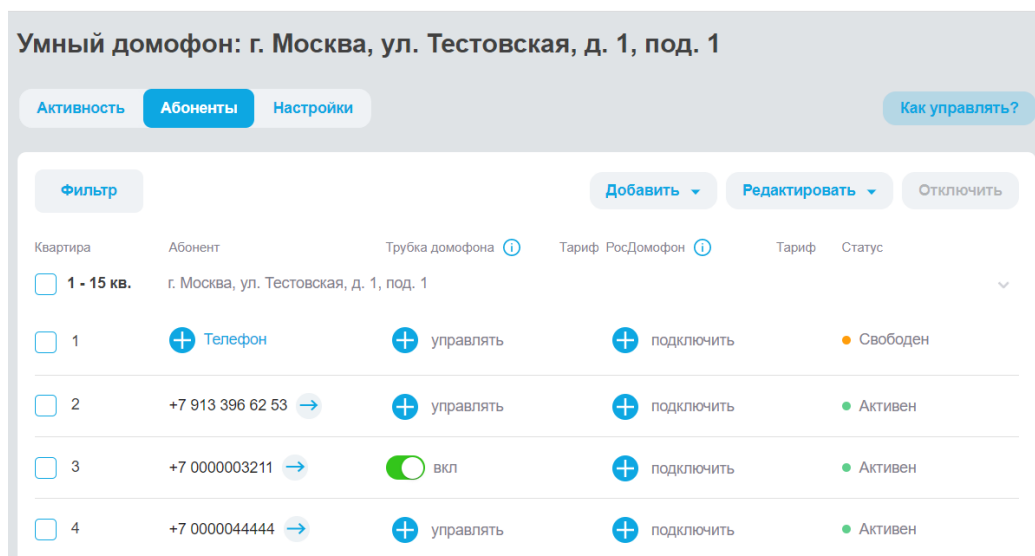 Умный домофон: г. Москва, ул. Тестовская, д. 1, под. 1
Активность Абоненты Настройки Как управлять?
Фильтр Добавить Редактировать Отключить
Квартира Абонент Трубка домофона Тариф РосДомофон Тариф Статус
1 - 15 кв. г. Москва, ул. Тестовская, д. 1, под. 1
1 Телефон управлять подключить Свободен
2 +7 913 396 62 53 управлять подключить Активен
3 +7 0000003211 вкл подключить Активен
4 +7 0000044444 управлять подключить Активен